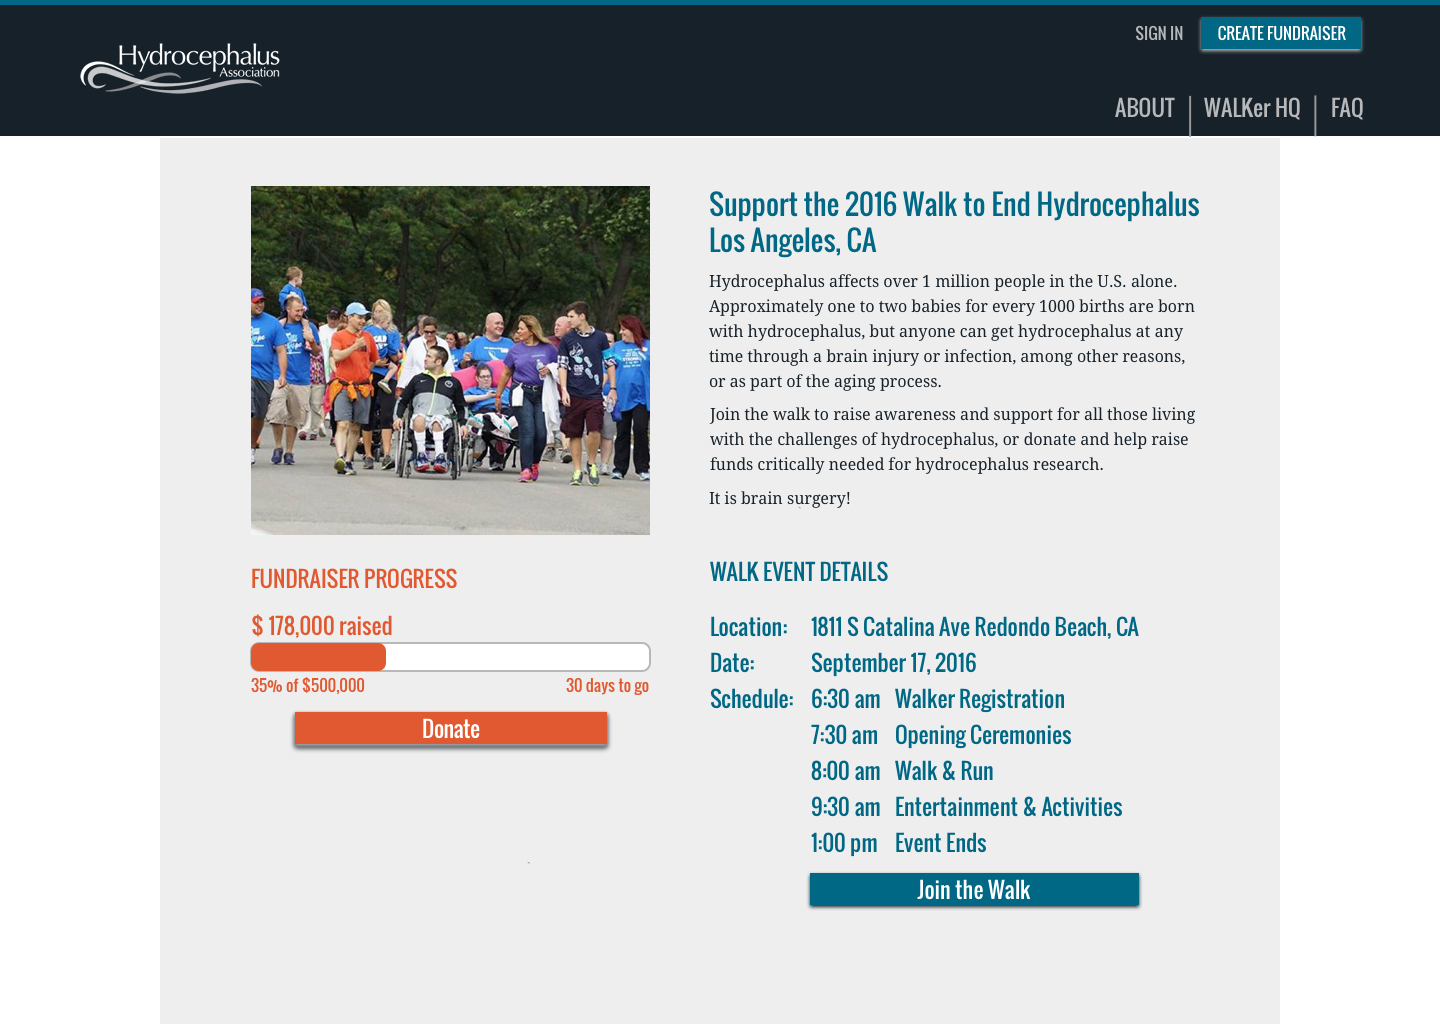 Hydrocephalus
Association
SIGN IN
CREATE FUNDRAISER
ABOUT
WALKer HQ
FAQ
Support the 2016 Walk to End Hydrocephalus
Los Angeles, CA
Hydrocephalus affects over 1 million people in the U.S. alone.
Approximately one to two babies for every 1000 births are born
with hydrocephalus, but anyone can get hydrocephalus at any
time through a brain injury or infection, among other reasons,
or as part of the aging process.
Join the walk to raise awareness and support for all those living
with the challenges of hydrocephalus, or donate and help raise
funds critically needed for hydrocephalus research.
It is brain surgery!
FUNDRAISER PROGRESS
$ 178,000 raised
35% of $500,000
30 days to go
Donate
WALK EVENT DETAILS
Location: 1811 S Catalina Ave Redondo Beach, CA
Date: September 17, 2016
Schedule: 6:30 am Walker Registration
7:30 am Opening Ceremonies
8:00 am Walk & Run
9:30 am Entertainment & Activities
1:00 pm Event Ends
Join the Walk